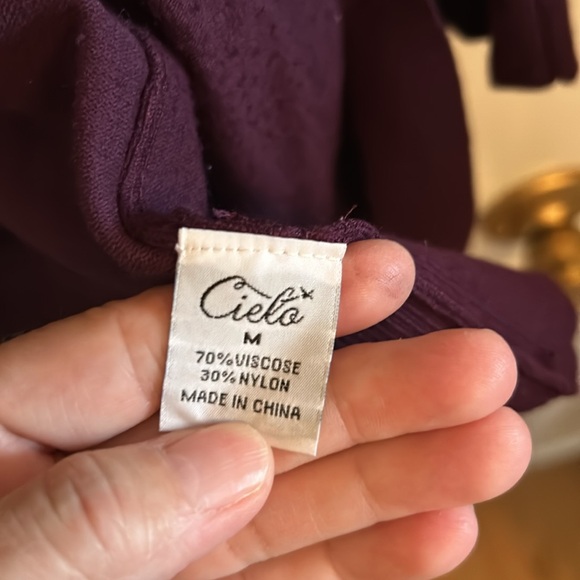 Cielo
M
70% VISCOSE
30% NYLON
MADE IN CHINA